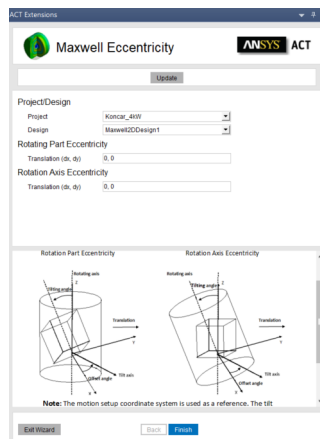 ACT Extensions
Maxwell Eccentricity
ANSYS ACT
Update
Project/Design
Project Koncar_4kW
Design Maxwell2DDesign1
Rotating Part Eccentricity
Translation (dx, dy) 0, 0
Rotation Axis Eccentricity
Translation (dx, dy) 0, 0
Rotation Part Eccentricity Rotation Axis Eccentricity
Rotating axis Rotating axis
Z Z
Tilting angle Tilting angle
Translation Translation
Y Y
Tilt axis Tilt axis
Offset angle Offset angle
X X
Note: The motion setup coordinate system is used as a reference. The tilt
Exit Wizard Back Finish